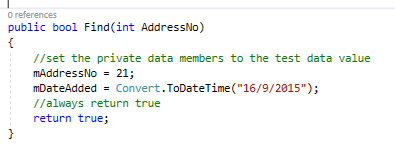 0 references
public bool Find(int AddressNo)
{
//set the private data members to the test data value
mAddressNo = 21;
mDateAdded = Convert.ToDateTime("16/9/2015");
//always return true
return true;
}